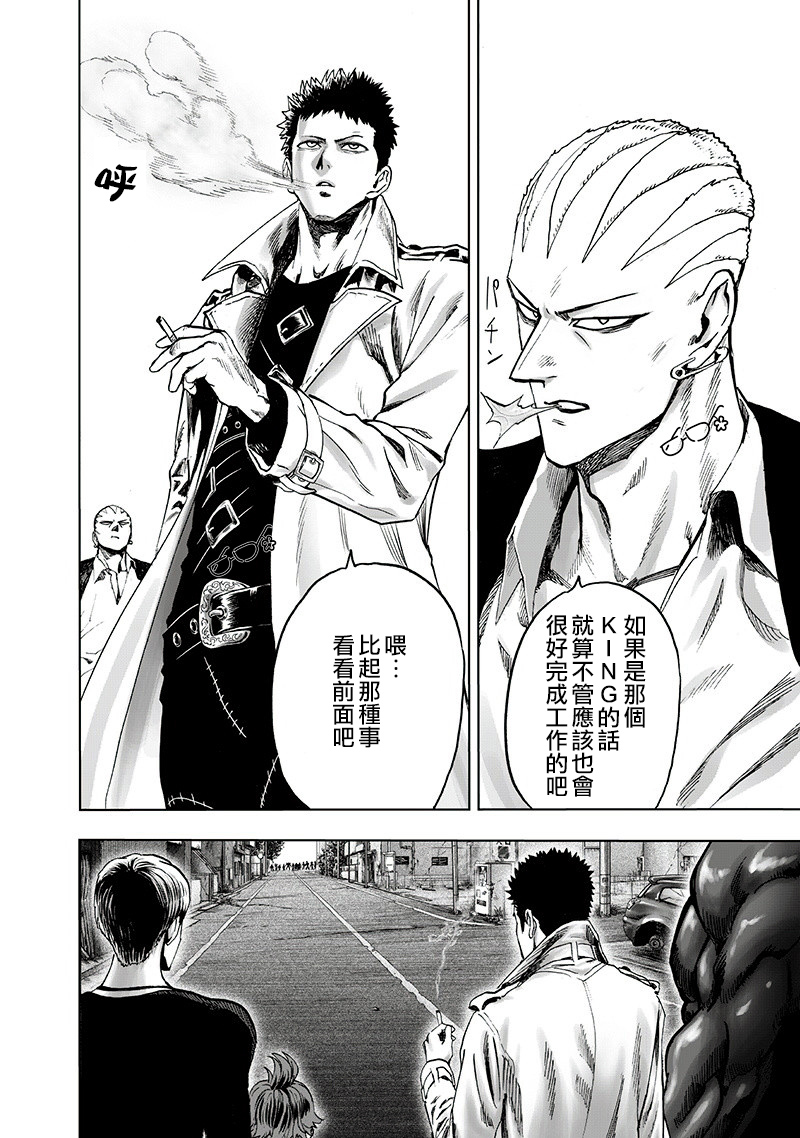 パチン
如果是那個
KING的話
就算不管應該也會
很好完成工作的吧
呼
喂…
比起那種事
看看前面吧